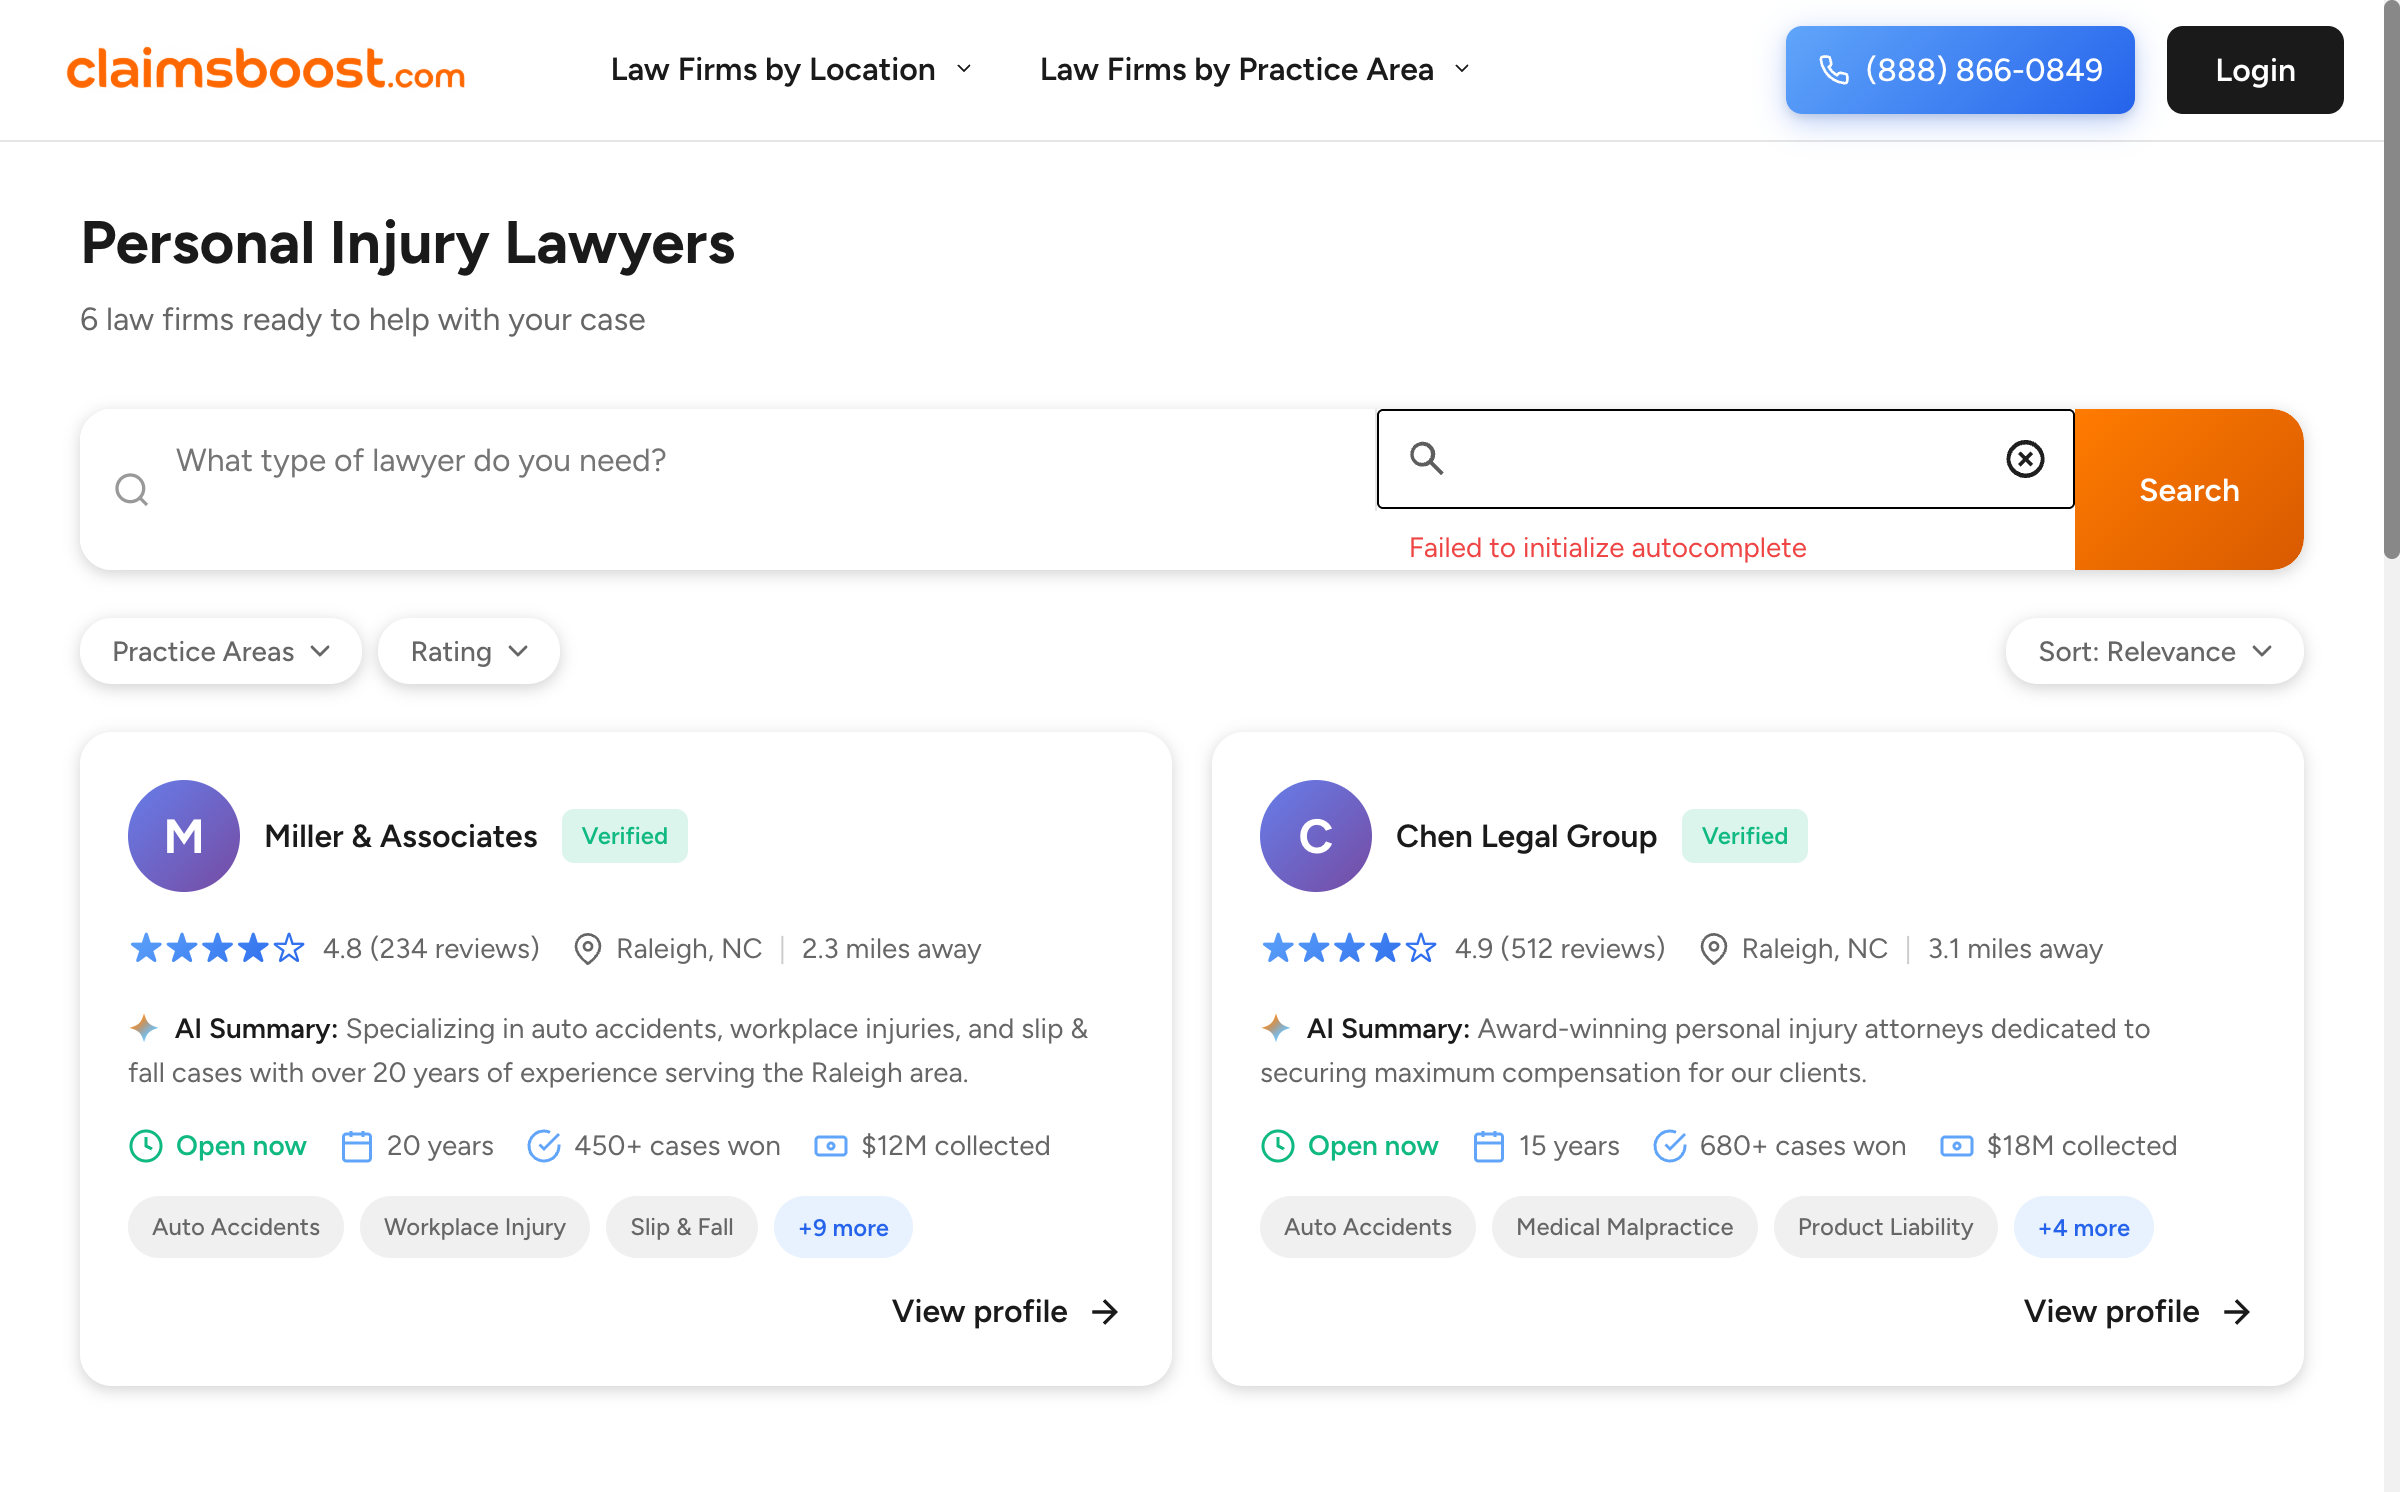 claimsboost.com
Law Firms by Location
Law Firms by Practice Area
(888) 866-0849
Login
Personal Injury Lawyers
6 law firms ready to help with your case
What type of lawyer do you need?
Failed to initialize autocomplete
Search
Practice Areas
Rating
Sort: Relevance
M
Miller & Associates
Verified
4.8 (234 reviews)
Raleigh, NC | 2.3 miles away
AI Summary: Specializing in auto accidents, workplace injuries, and slip &
fall cases with over 20 years of experience serving the Raleigh area.
Open now
20 years
450+ cases won
$12M collected
Auto Accidents
Workplace Injury
Slip & Fall
+9 more
View profile
C
Chen Legal Group
Verified
4.9 (512 reviews)
Raleigh, NC | 3.1 miles away
AI Summary: Award-winning personal injury attorneys dedicated to
securing maximum compensation for our clients.
Open now
15 years
680+ cases won
$18M collected
Auto Accidents
Medical Malpractice
Product Liability
+4 more
View profile